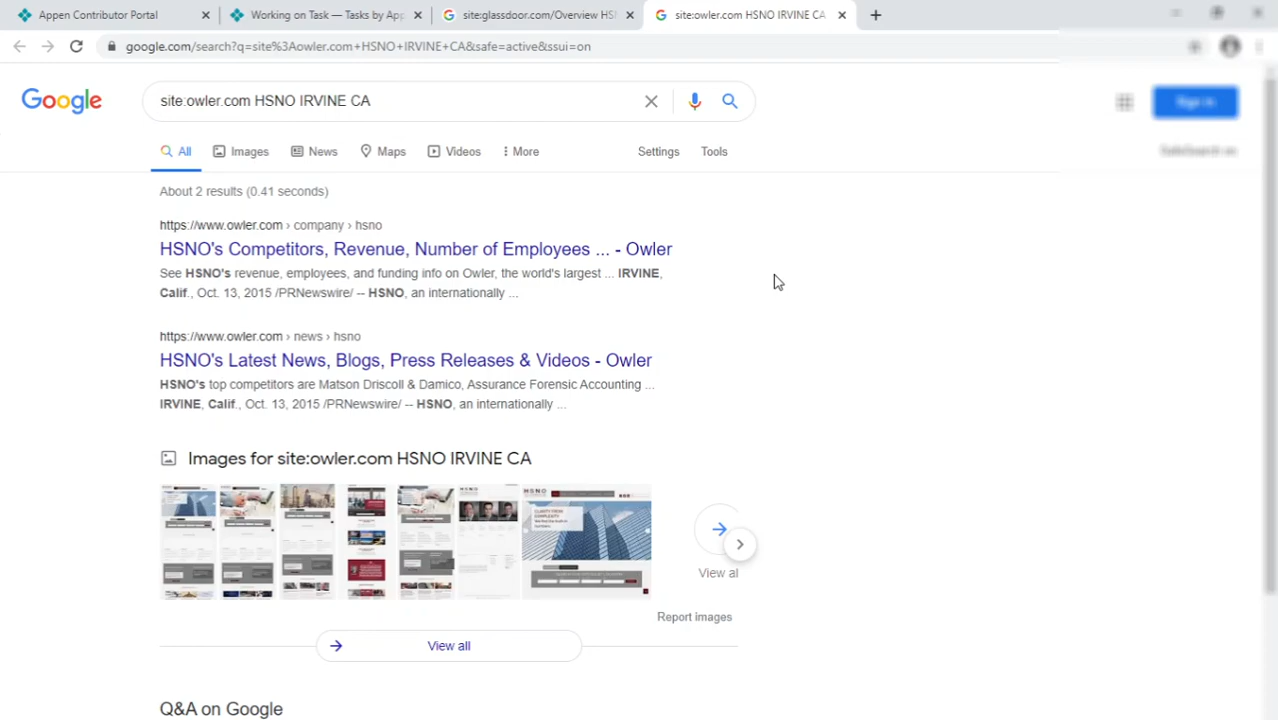 Appen Contributor Portal
Working on Task — Tasks by App
site:glassdoor.com/Overview HS
site:owler.com HSNO IRVINE CA
google.com/search?q=site%3Aowler.com+HSNO+IRVINE+CA&safe=active&ssui=on
Google
site:owler.com HSNO IRVINE CA
Sign in
All
Images
News
Maps
Videos
More
Settings
Tools
SafeSearch on
About 2 results (0.41 seconds)
https://www.owler.com › company › hsno
HSNO's Competitors, Revenue, Number of Employees ... - Owler
See HSNO's revenue, employees, and funding info on Owler, the world's largest ... IRVINE,
Calif., Oct. 13, 2015 /PRNewswire/ -- HSNO, an internationally ...
https://www.owler.com › news › hsno
HSNO's Latest News, Blogs, Press Releases & Videos - Owler
HSNO's top competitors are Matson Driscoll & Damico, Assurance Forensic Accounting ...
IRVINE, Calif., Oct. 13, 2015 /PRNewswire/ -- HSNO, an internationally ...
Images for site:owler.com HSNO IRVINE CA
View al
Report images
View all
Q&A on Google